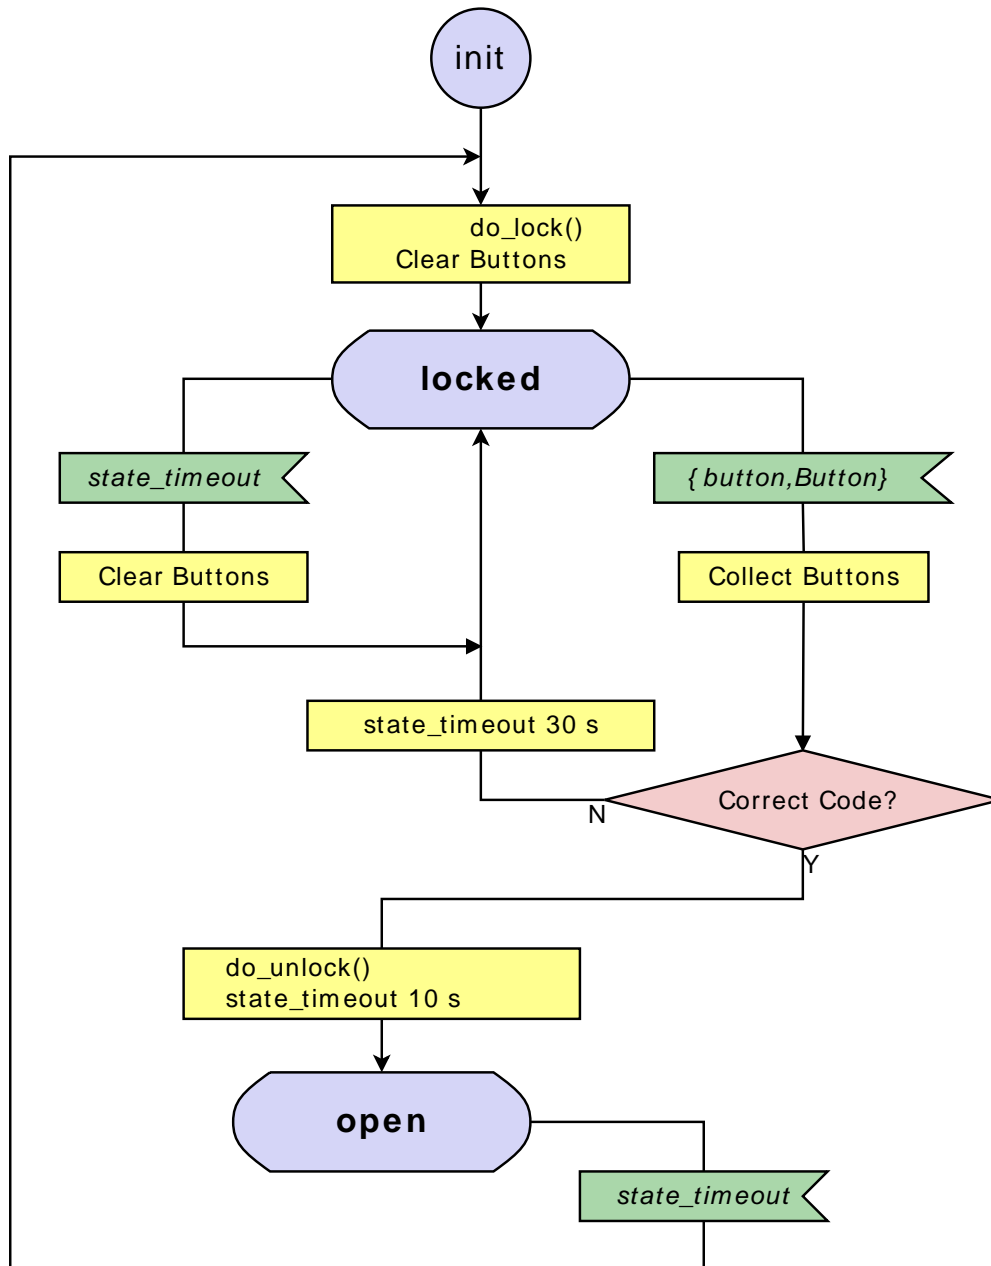 init
do_lock()
Clear Buttons
locked
state_timeout
{ button,Button}
Clear Buttons
Collect Buttons
state_timeout 30 s
Correct Code?
N
Y
do_unlock()
state_timeout 10 s
open
state_timeout